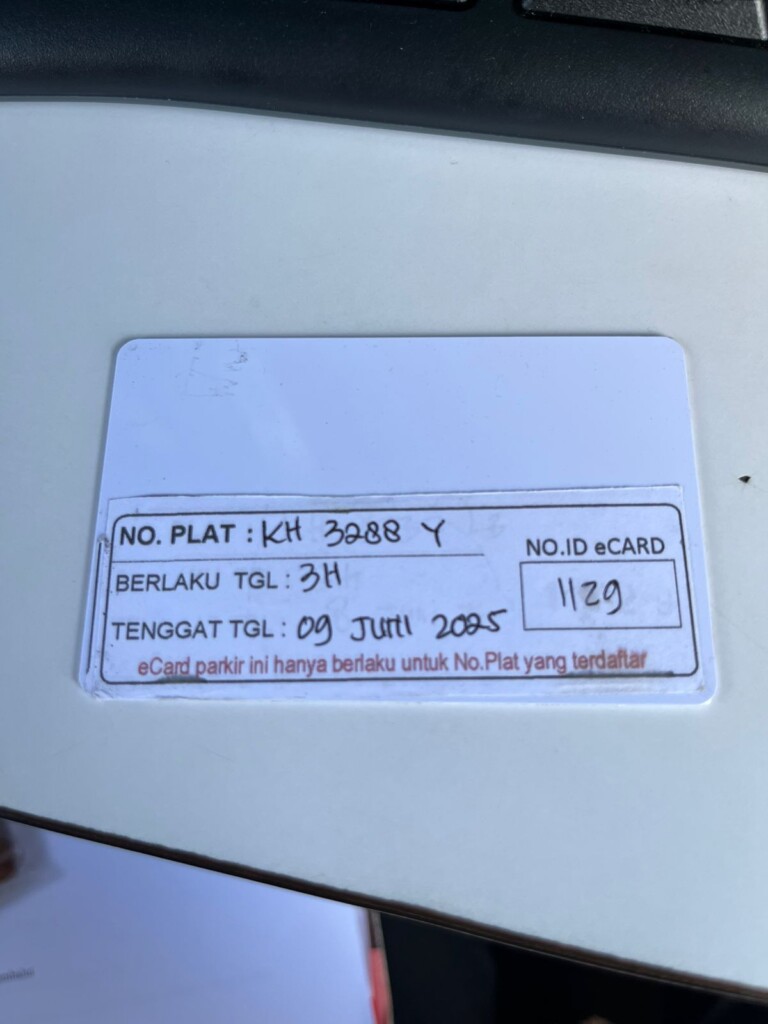 NO. PLAT : KH 3288 Y
NO.ID eCARD
BERLAKU TGL : 3H
1129
TENGGAT TGL : 09 JUNI 2025
eCard parkir ini hanya berlaku untuk No.Plat yang terdaftar